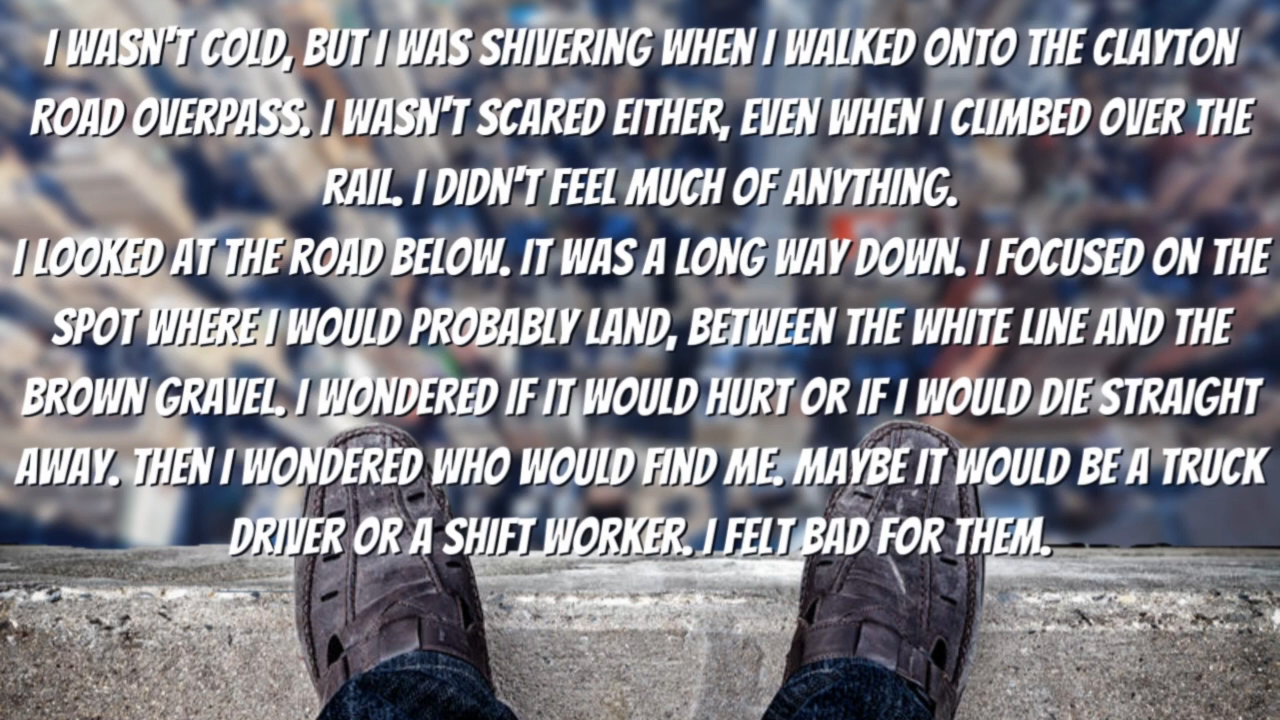 I WASN'T COLD, BUT I WAS SHIVERING WHEN I WALKED ONTO THE CLAYTON
ROAD OVERPASS. I WASN'T SCARED EITHER, EVEN WHEN I CLIMBED OVER THE
RAIL. I DIDN'T FEEL MUCH OF ANYTHING.
I LOOKED AT THE ROAD BELOW. IT WAS A LONG WAY DOWN. I FOCUSED ON THE
SPOT WHERE I WOULD PROBABLY LAND, BETWEEN THE WHITE LINE AND THE
BROWN GRAVEL. I WONDERED IF IT WOULD HURT OR IF I WOULD DIE STRAIGHT
AWAY. THEN I WONDERED WHO WOULD FIND ME. MAYBE IT WOULD BE A TRUCK
DRIVER OR A SHIFT WORKER. I FELT BAD FOR THEM.